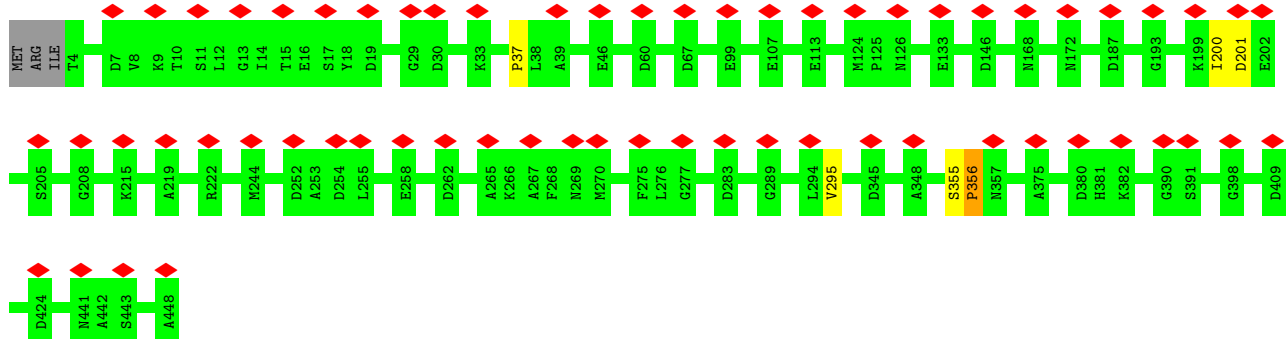 MET ARG ILE T4 D7 V8 K9 T10 S11 L12 G13 I14 T15 E16 S17 Y18 D19 G29 D30 K33 P37 L38 A39 E46 D60 D67 E99 E107 E113 M124 P125 N126 E133 D146 N168 N172 D187 G193 K199 I200 D201 E202
S205 G208 K215 A219 R222 M244 D252 A253 D254 L255 E258 D262 A265 K266 A267 F268 N269 M270 F275 L276 G277 D283 G289 L294 V295 D345 A348 S355 P356 N357 A375 D380 H381 K382 G390 S391 G398 D409
D424 N441 A442 S443 A448